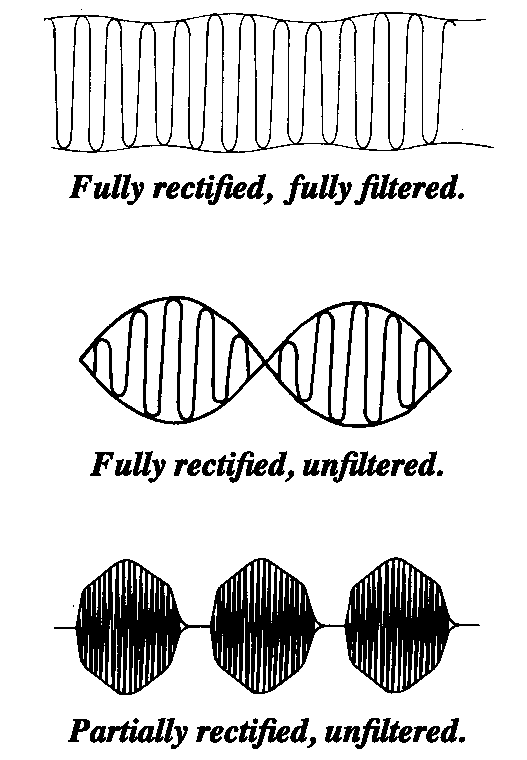 Fully rectified, fully filtered.
Fully rectified, unfiltered.
Partially rectified, unfiltered.